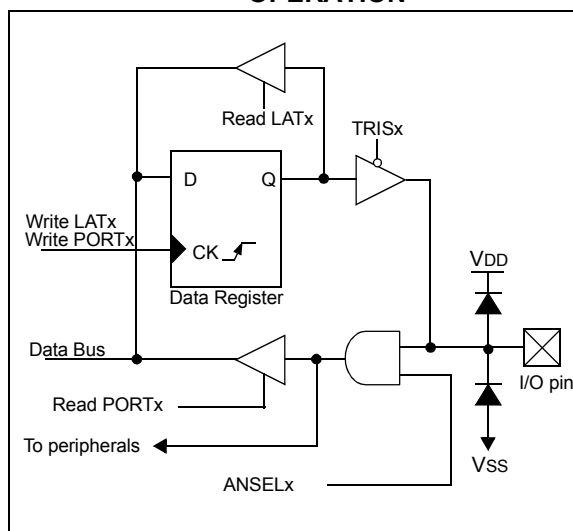 OPERATION
Read LATx
TRISx
D
Q
Write LATx
Write PORTx
CK
VDD
Data Register
Data Bus
I/O pin
Read PORTx
To peripherals
VSS
ANSELx